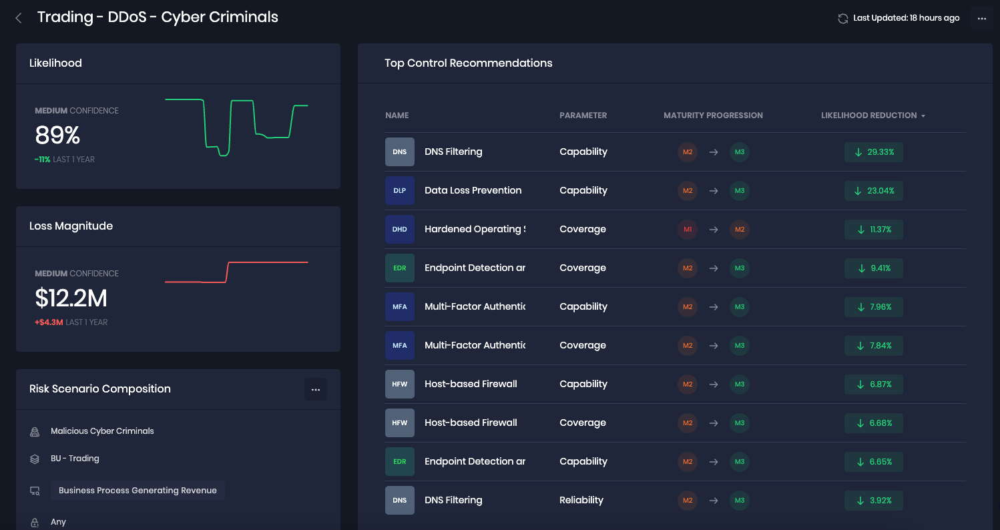 Trading - DDoS - Cyber Criminals
Last Updated: 18 hours ago
Likelihood
MEDIUM CONFIDENCE
89%
-11% LAST 1 YEAR
Loss Magnitude
MEDIUM CONFIDENCE
$12.2M
+$4.3M LAST 1 YEAR
Risk Scenario Composition
Malicious Cyber Criminals
BU - Trading
Business Process Generating Revenue
Any
Top Control Recommendations
NAME PARAMETER MATURITY PROGRESSION LIKELIHOOD REDUCTION
DNS DNS Filtering Capability M2 → M3 ↓ 29.33%
DLP Data Loss Prevention Capability M2 → M3 ↓ 23.04%
DHD Hardened Operating Coverage M1 → M2 ↓ 11.37%
EDR Endpoint Detection ar Coverage M2 → M3 ↓ 9.41%
MFA Multi-Factor Authentic Capability M2 → M3 ↓ 7.96%
MFA Multi-Factor Authentic Coverage M2 → M3 ↓ 7.84%
HFW Host-based Firewall Capability M2 → M3 ↓ 6.87%
HFW Host-based Firewall Coverage M2 → M3 ↓ 6.68%
EDR Endpoint Detection ar Capability M2 → M3 ↓ 6.65%
DNS DNS Filtering Reliability M2 → M3 ↓ 3.92%